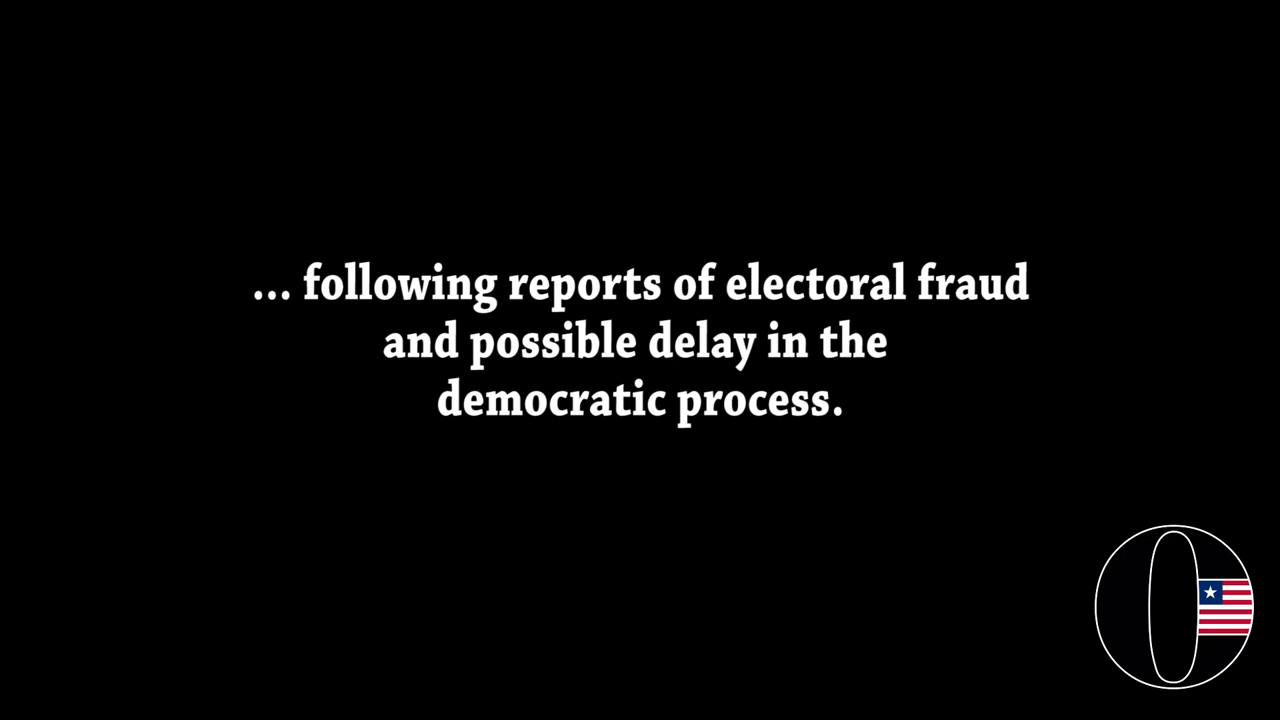 ... following reports of electoral fraud
and possible delay in the
democratic process.
O